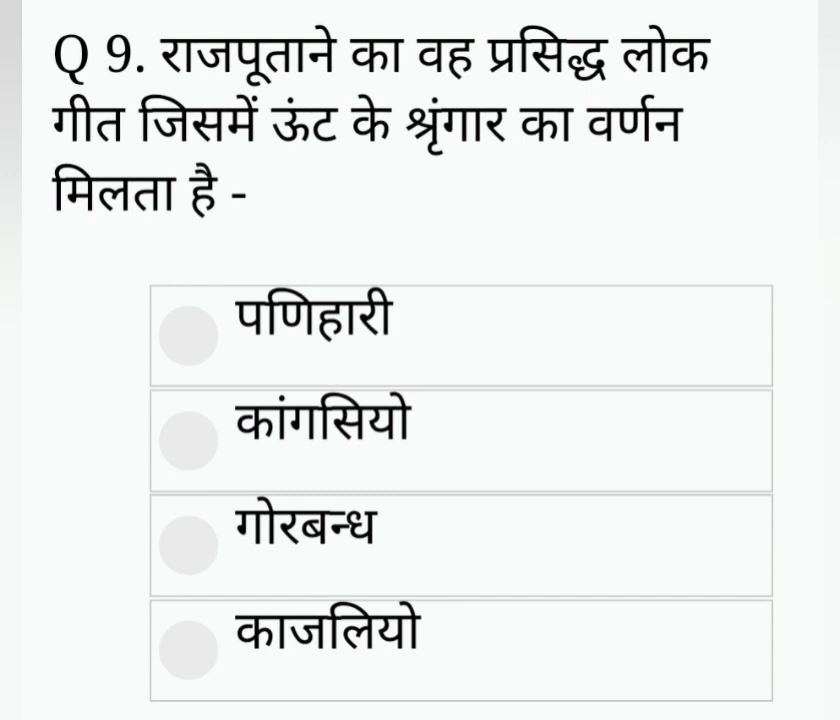 Q 9. राजपूताने का वह प्रसिद्ध लोक
गीत जिसमें ऊंट के श्रृंगार का वर्णन
मिलता है -
पणिहारी
कांगसियो
गोरबन्ध
काजलियो